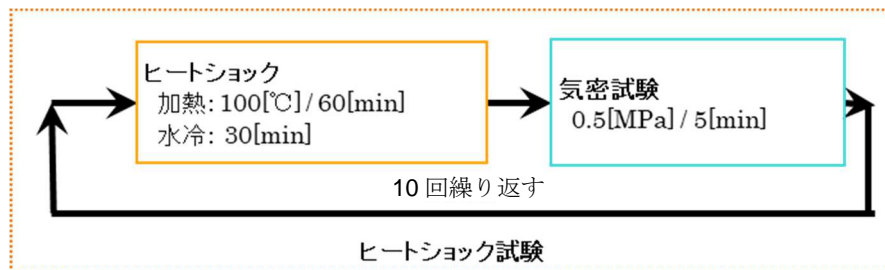 ヒートショック
加熱: 100[℃] / 60[min]
水冷: 30[min]
気密試験
0.5[MPa] / 5[min]
10 回繰り返す
ヒートショック試験